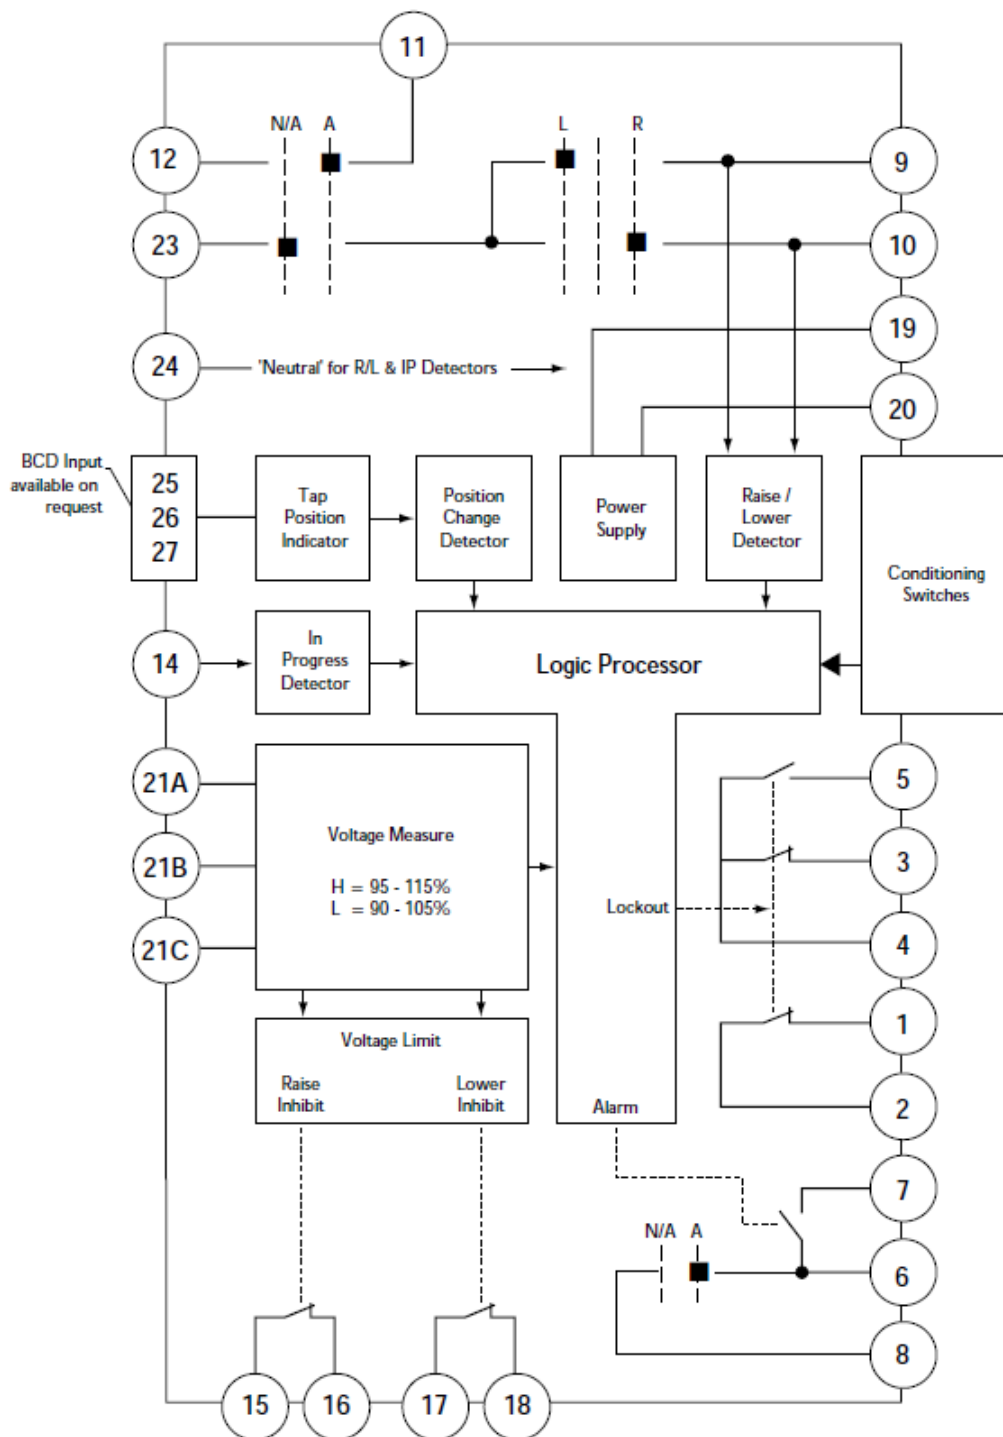 11
N/A A
L R
12
9
23
10
19
24
'Neutral' for R/L & IP Detectors
20
BCD Input
available on
request
25
26
27
Tap
Position
Indicator
Position
Change
Detector
Power
Supply
Raise /
Lower
Detector
Conditioning
Switches
14
In
Progress
Detector
Logic Processor
21A
21B
21C
Voltage Measure
H = 95 - 115%
L = 90 - 105%
5
3
Lockout
4
1
2
Voltage Limit
Raise
Inhibit
Lower
Inhibit
Alarm
7
N/A A
6
8
15
16
17
18